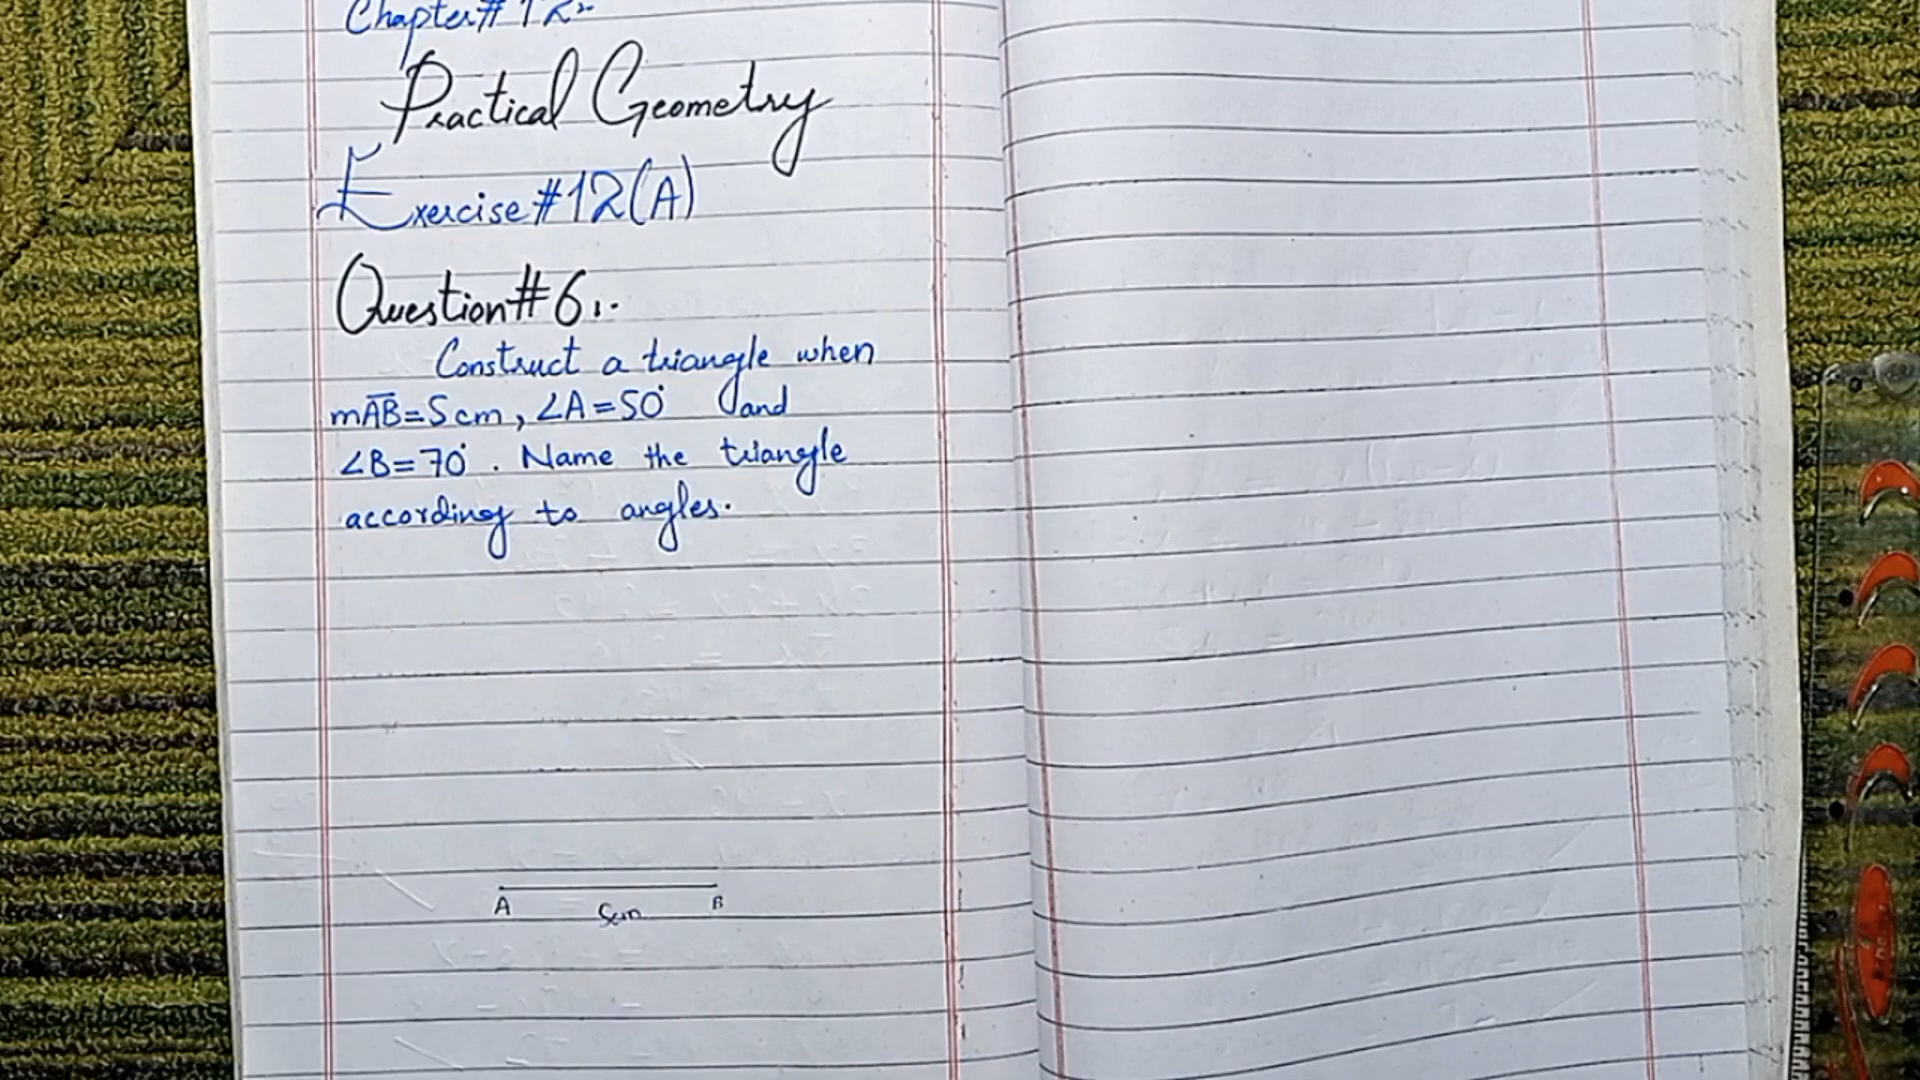 Chapter# 12:-
Practical Geometry
Exercise#12(A)
Question#6:-
Construct a triangle when
mAB=5cm, ∠A=50° and
∠B=70°. Name the triangle
according to angles.
A 5cm B